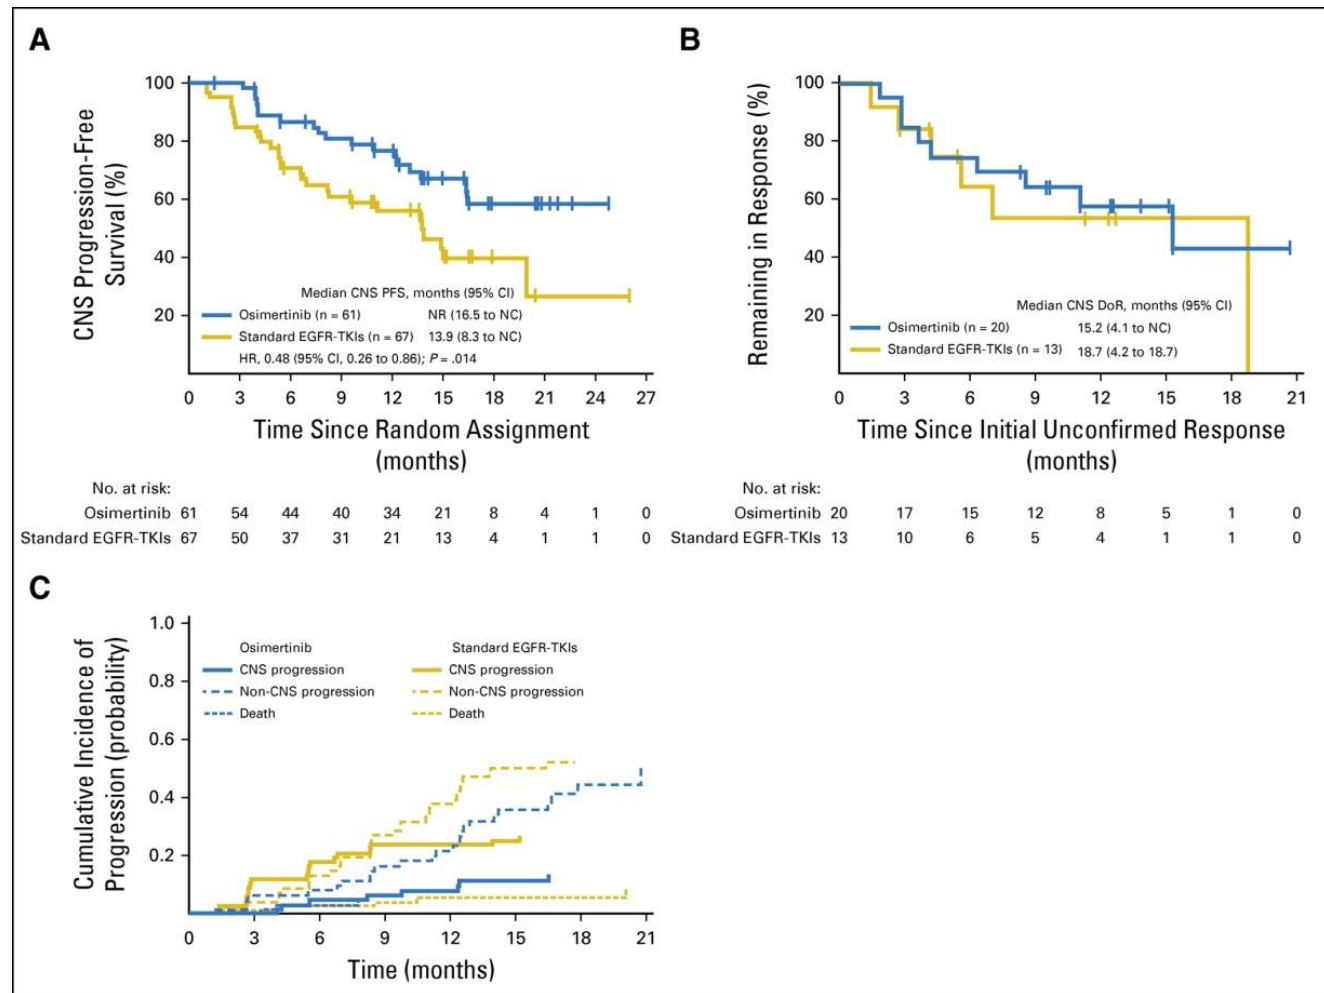 A
CNS Progression-Free
Survival (%)
100
80
60
40
20
Median CNS PFS, months (95% CI)
Osimertinib (n = 61) NR (16.5 to NC)
Standard EGFR-TKIs (n = 67) 13.9 (8.3 to NC)
HR, 0.48 (95% CI, 0.26 to 0.86); P = .014
0 3 6 9 12 15 18 21 24 27
Time Since Random Assignment
(months)
No. at risk:
Osimertinib 61 54 44 40 34 21 8 4 1 0
Standard EGFR-TKIs 67 50 37 31 21 13 4 1 1 0
B
Remaining in Response (%)
100
80
60
40
20
Median CNS DoR, months (95% CI)
Osimertinib (n = 20) 15.2 (4.1 to NC)
Standard EGFR-TKIs (n = 13) 18.7 (4.2 to 18.7)
0 3 6 9 12 15 18 21
Time Since Initial Unconfirmed Response
(months)
No. at risk:
Osimertinib 20 17 15 12 8 5 1 0
Standard EGFR-TKIs 13 10 6 5 4 1 1 0
C
Cumulative Incidence of
Progression (probability)
1.0
0.8
0.6
0.4
0.2
Osimertinib Standard EGFR-TKIs
CNS progression CNS progression
Non-CNS progression Non-CNS progression
Death Death
0 3 6 9 12 15 18 21
Time (months)